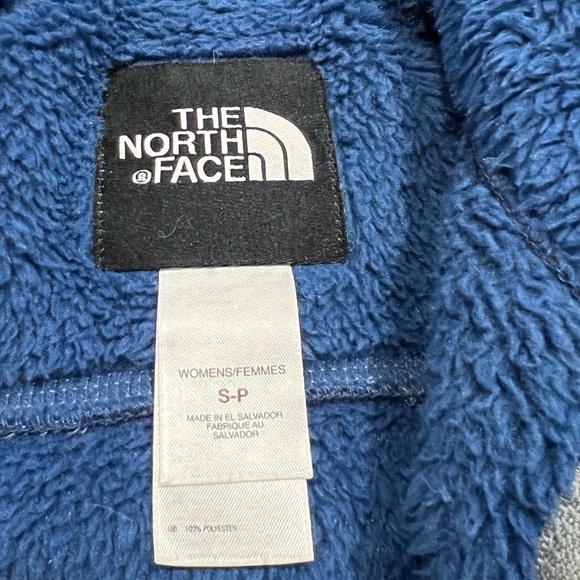 THE
NORTH
®FACE
WOMENS/FEMMES
S-P
MADE IN EL SALVADOR
FABRIQUE AU
SALVADOR
100% POLYESTER